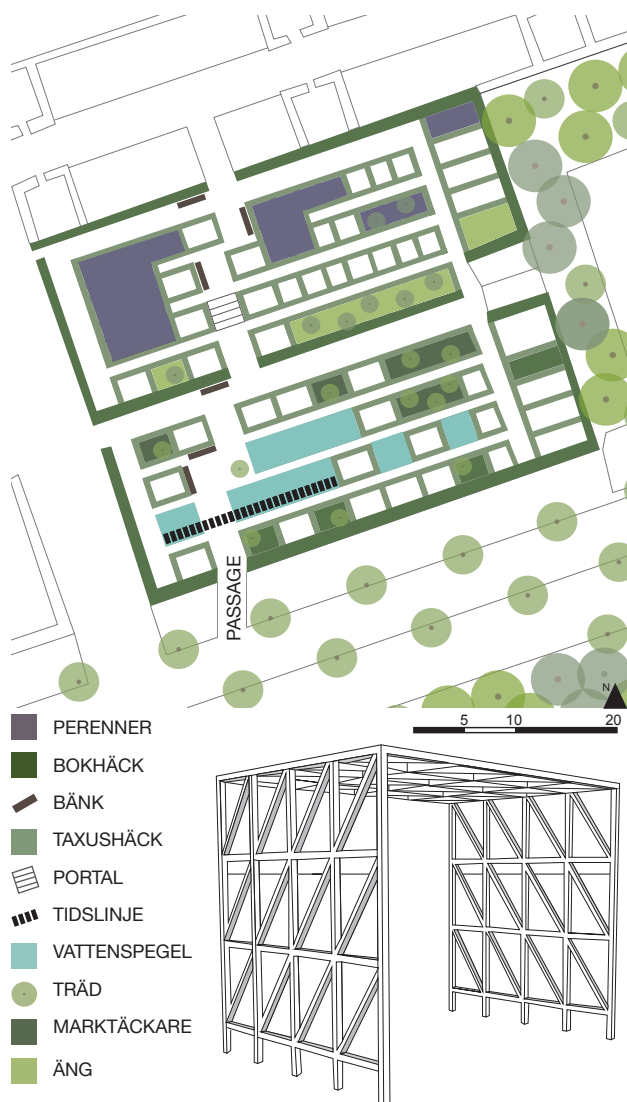 PASSAGE
N
5 10 20
PERENNER
BOKHÄCK
BÄNK
TAXUSHÄCK
PORTAL
TIDSLINJE
VATTENSPEGEL
TRÄD
MARKTÄCKARE
ÄNG